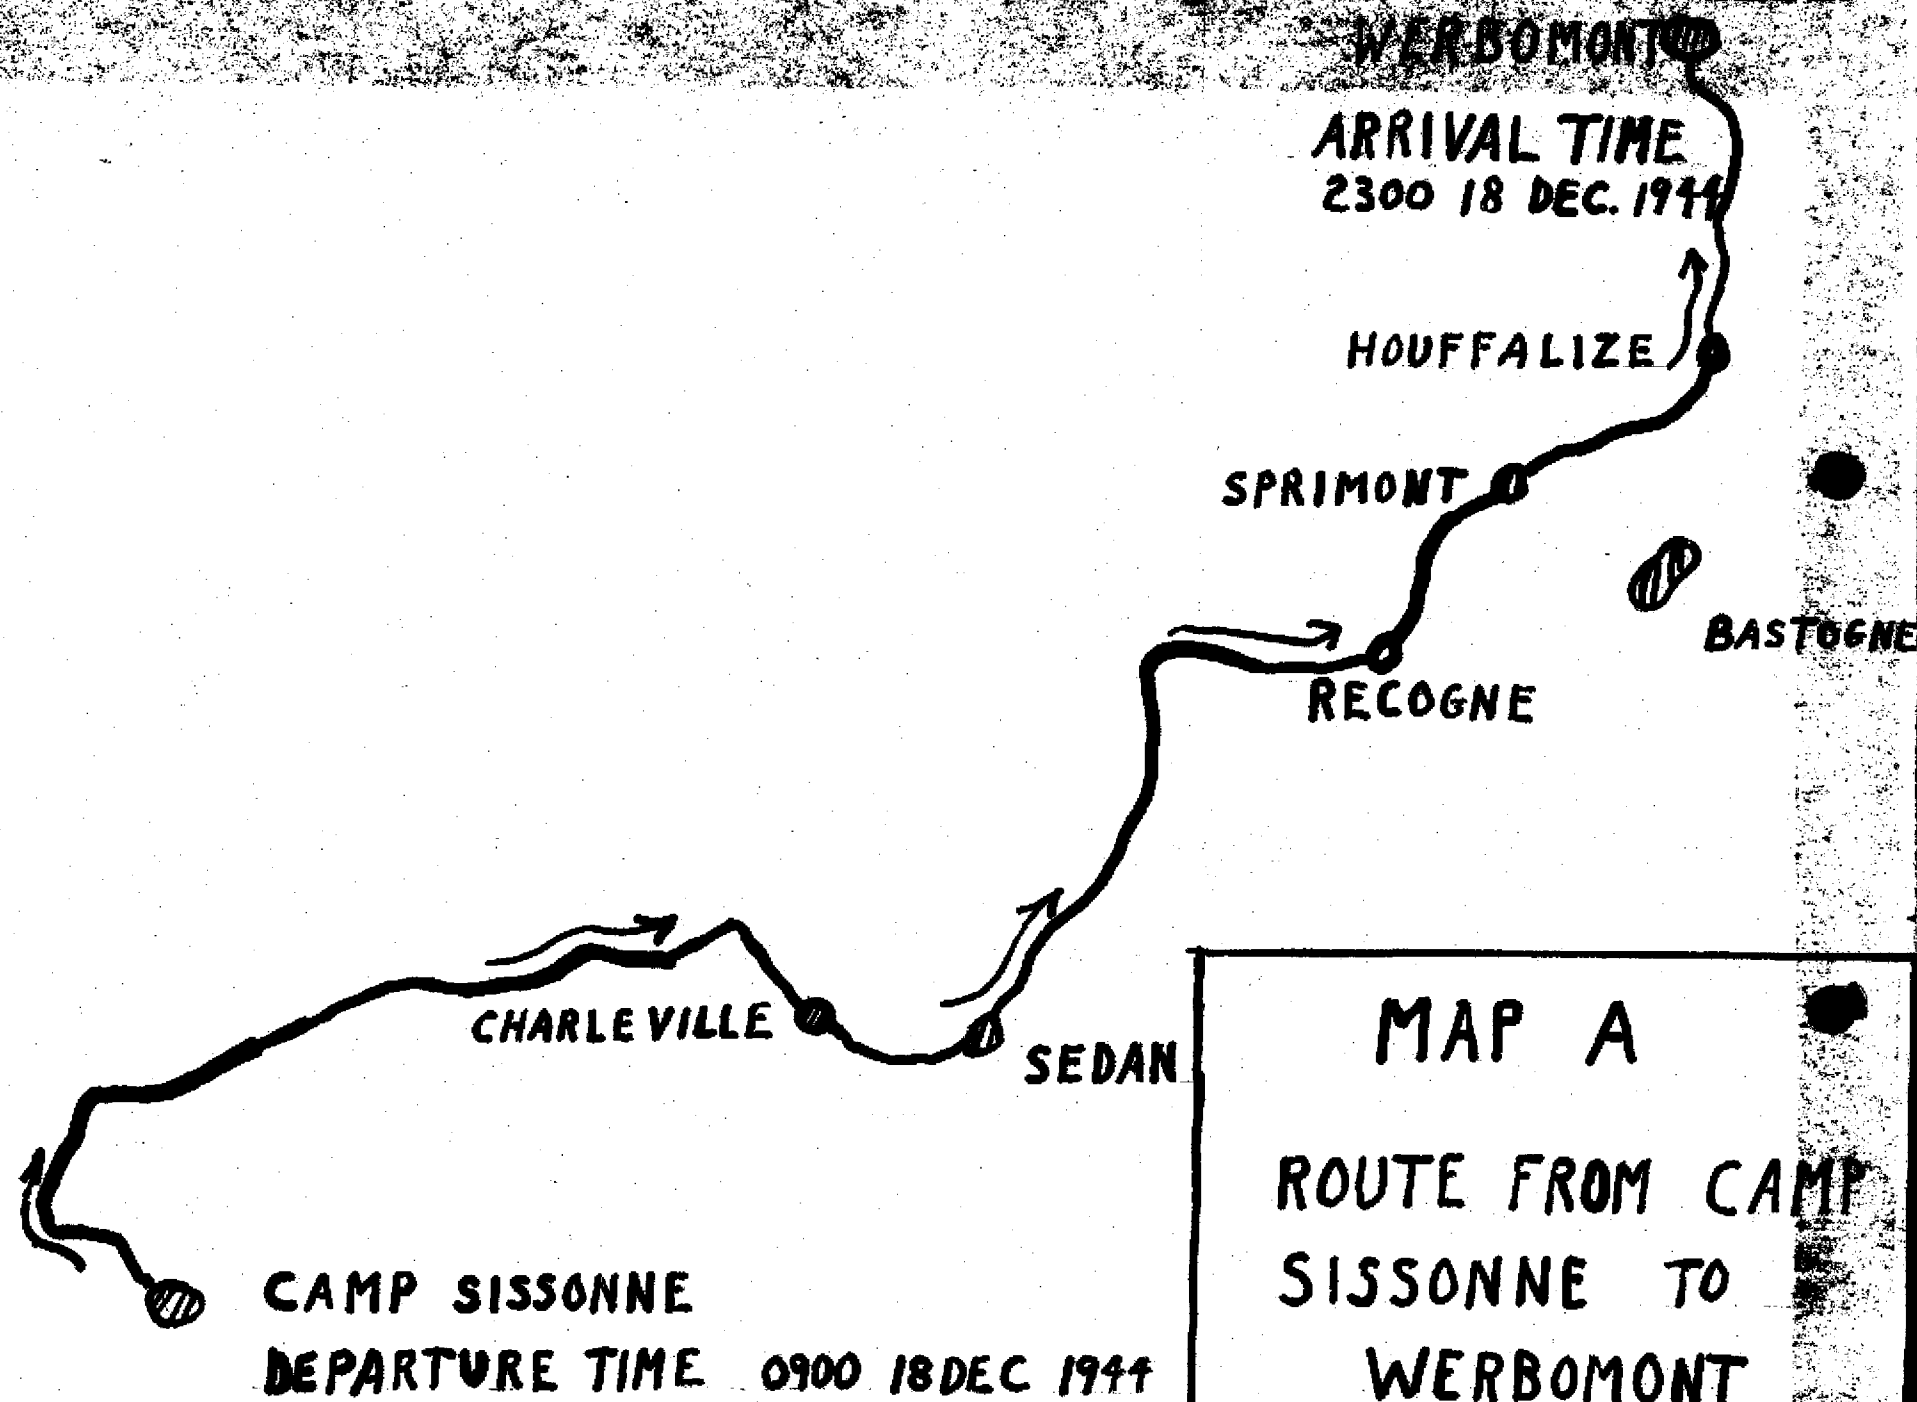 WERBOMONT
ARRIVAL TIME
2300 18 DEC. 1944
HOUFFALIZE
SPRIMONT
BASTOGNE
RECOGNE
CHARLEVILLE
SEDAN
CAMP SISSONNE
DEPARTURE TIME 0900 18 DEC 1944
MAP A
ROUTE FROM CAMP
SISSONNE TO
WERBOMONT